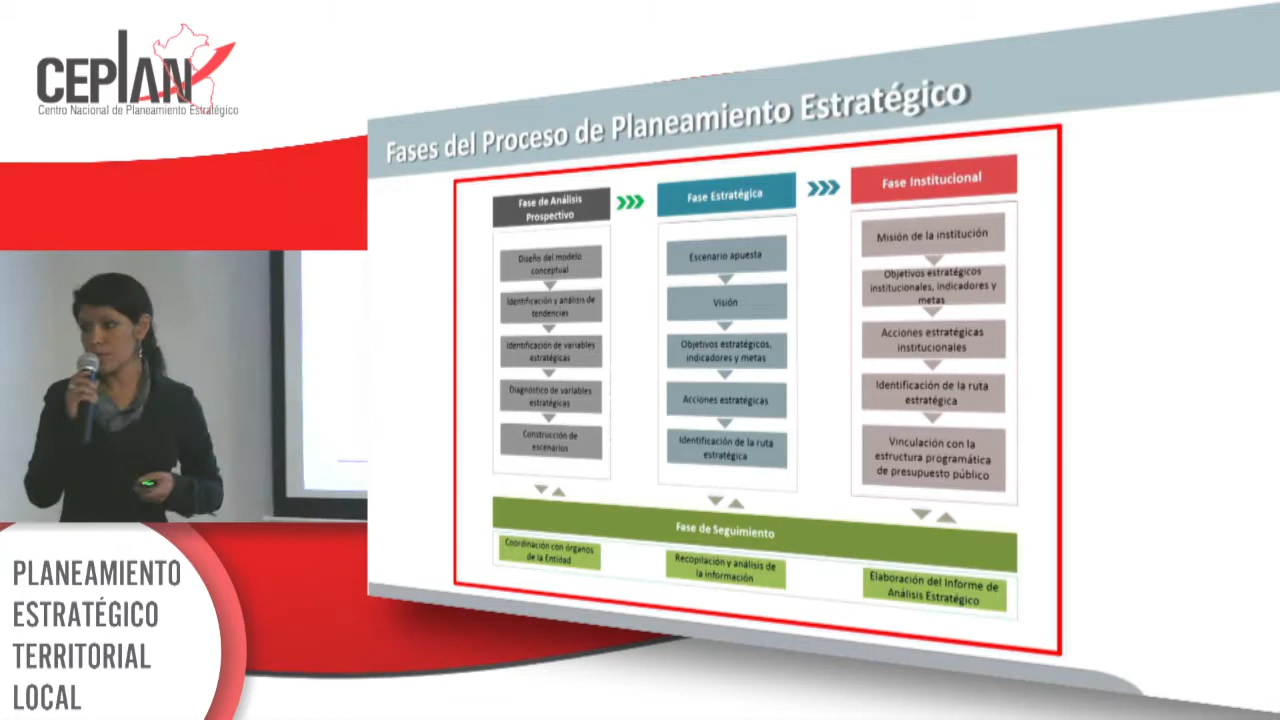 CEPLAN
Centro Nacional de Planeamiento Estratégico
Fases del Proceso de Planeamiento Estratégico
Fase de Análisis
Prospectivo
Diseño del modelo
conceptual
Identificación y análisis de
tendencias
Identificación de variables
estratégicas
Diagnóstico de variables
estratégicas
Construcción de
escenarios
Fase Estratégica
Escenario apuesta
Visión
Objetivos estratégicos,
indicadores y metas
Acciones estratégicas
Identificación de la ruta
estratégica
Fase Institucional
Misión de la institución
Objetivos estratégicos
institucionales, indicadores y
metas
Acciones estratégicas
institucionales
Identificación de la ruta
estratégica
Vinculación con la
estructura programática
de presupuesto público
Fase de Seguimiento
Coordinación con órganos
de la Entidad
Recopilación y análisis de
la información
Elaboración del Informe de
Análisis Estratégico
PLANEAMIENTO
ESTRATÉGICO
TERRITORIAL
LOCAL